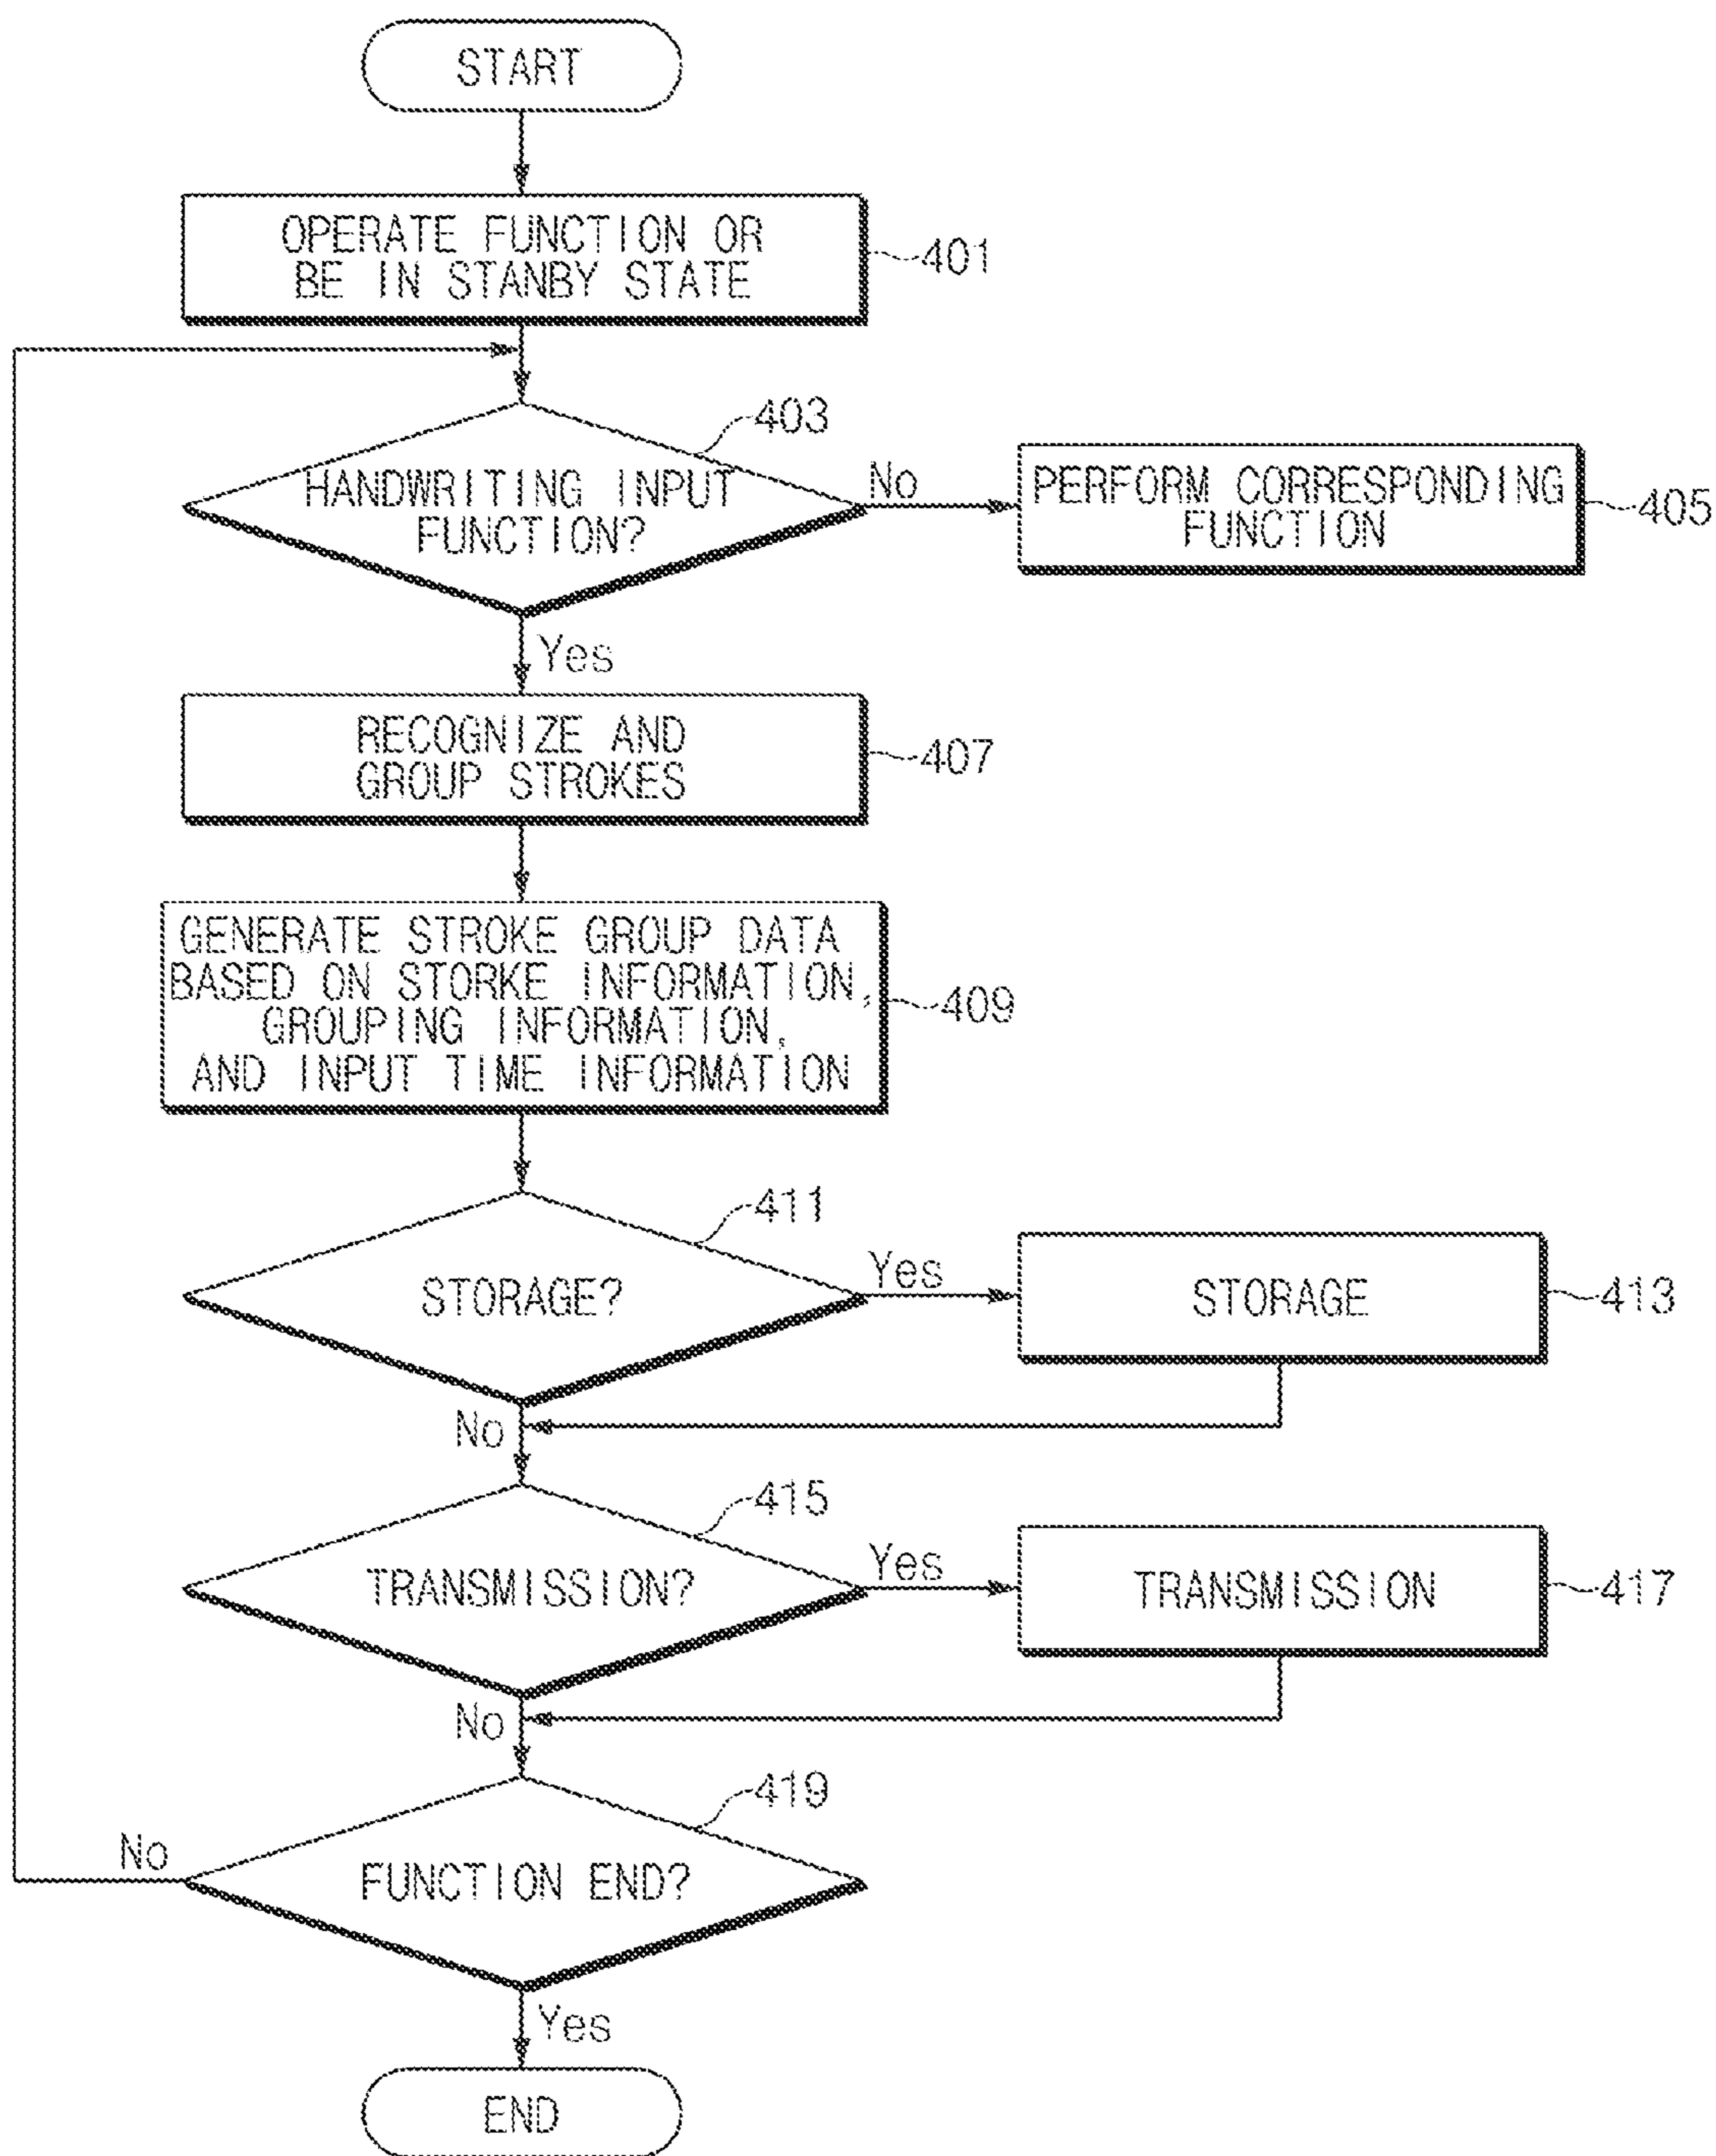 START
OPERATE FUNCTION OR
BE IN STANBY STATE
401
403
HANDWRITING INPUT
FUNCTION?
No
PERFORM CORRESPONDING
FUNCTION
405
Yes
RECOGNIZE AND
GROUP STROKES
407
GENERATE STROKE GROUP DATA
BASED ON STORKE INFORMATION,
GROUPING INFORMATION,
AND INPUT TIME INFORMATION
409
411
STORAGE?
Yes
STORAGE
413
No
415
TRANSMISSION?
Yes
TRANSMISSION
417
No
419
No
FUNCTION END?
Yes
END